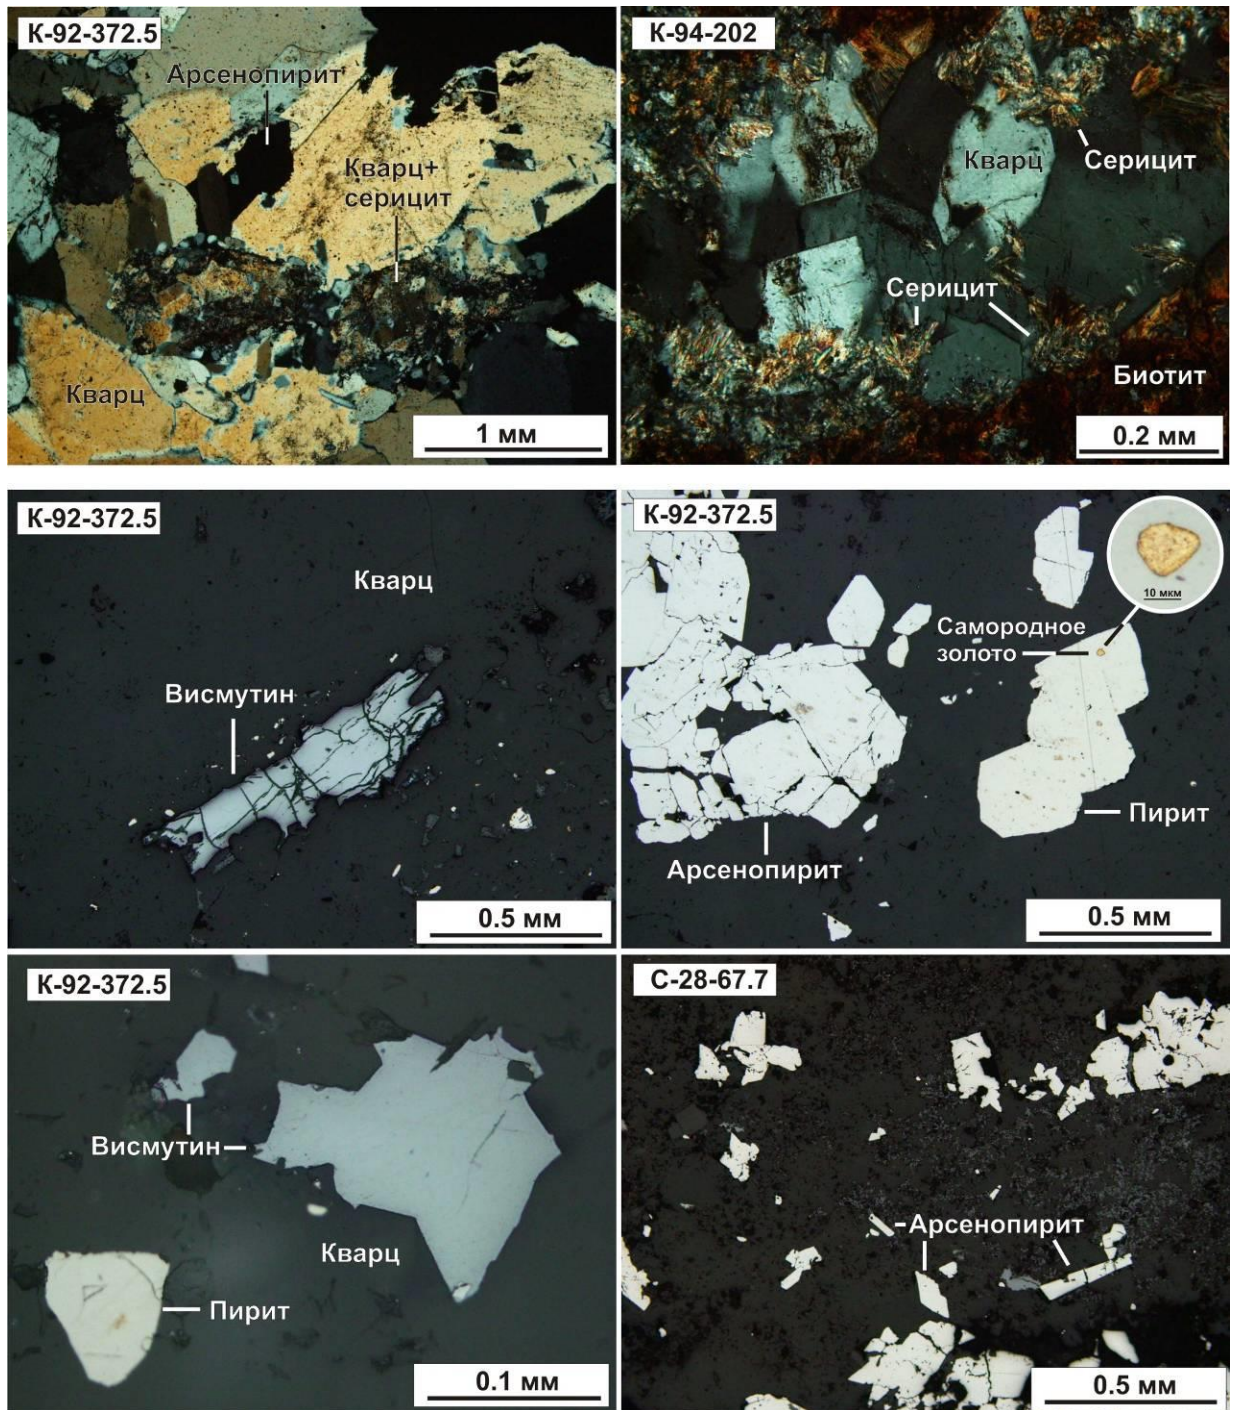 К-92-372.5
Арсенопирит
Кварц+
серицит
Кварц
1 мм
К-94-202
Кварц
Серицит
Серицит
Биотит
0.2 мм
К-92-372.5
Кварц
Висмутин
0.5 мм
К-92-372.5
10 мкм
Самородное
золото
Пирит
Арсенопирит
0.5 мм
К-92-372.5
Висмутин
Кварц
Пирит
0.1 мм
С-28-67.7
Арсенопирит
0.5 мм